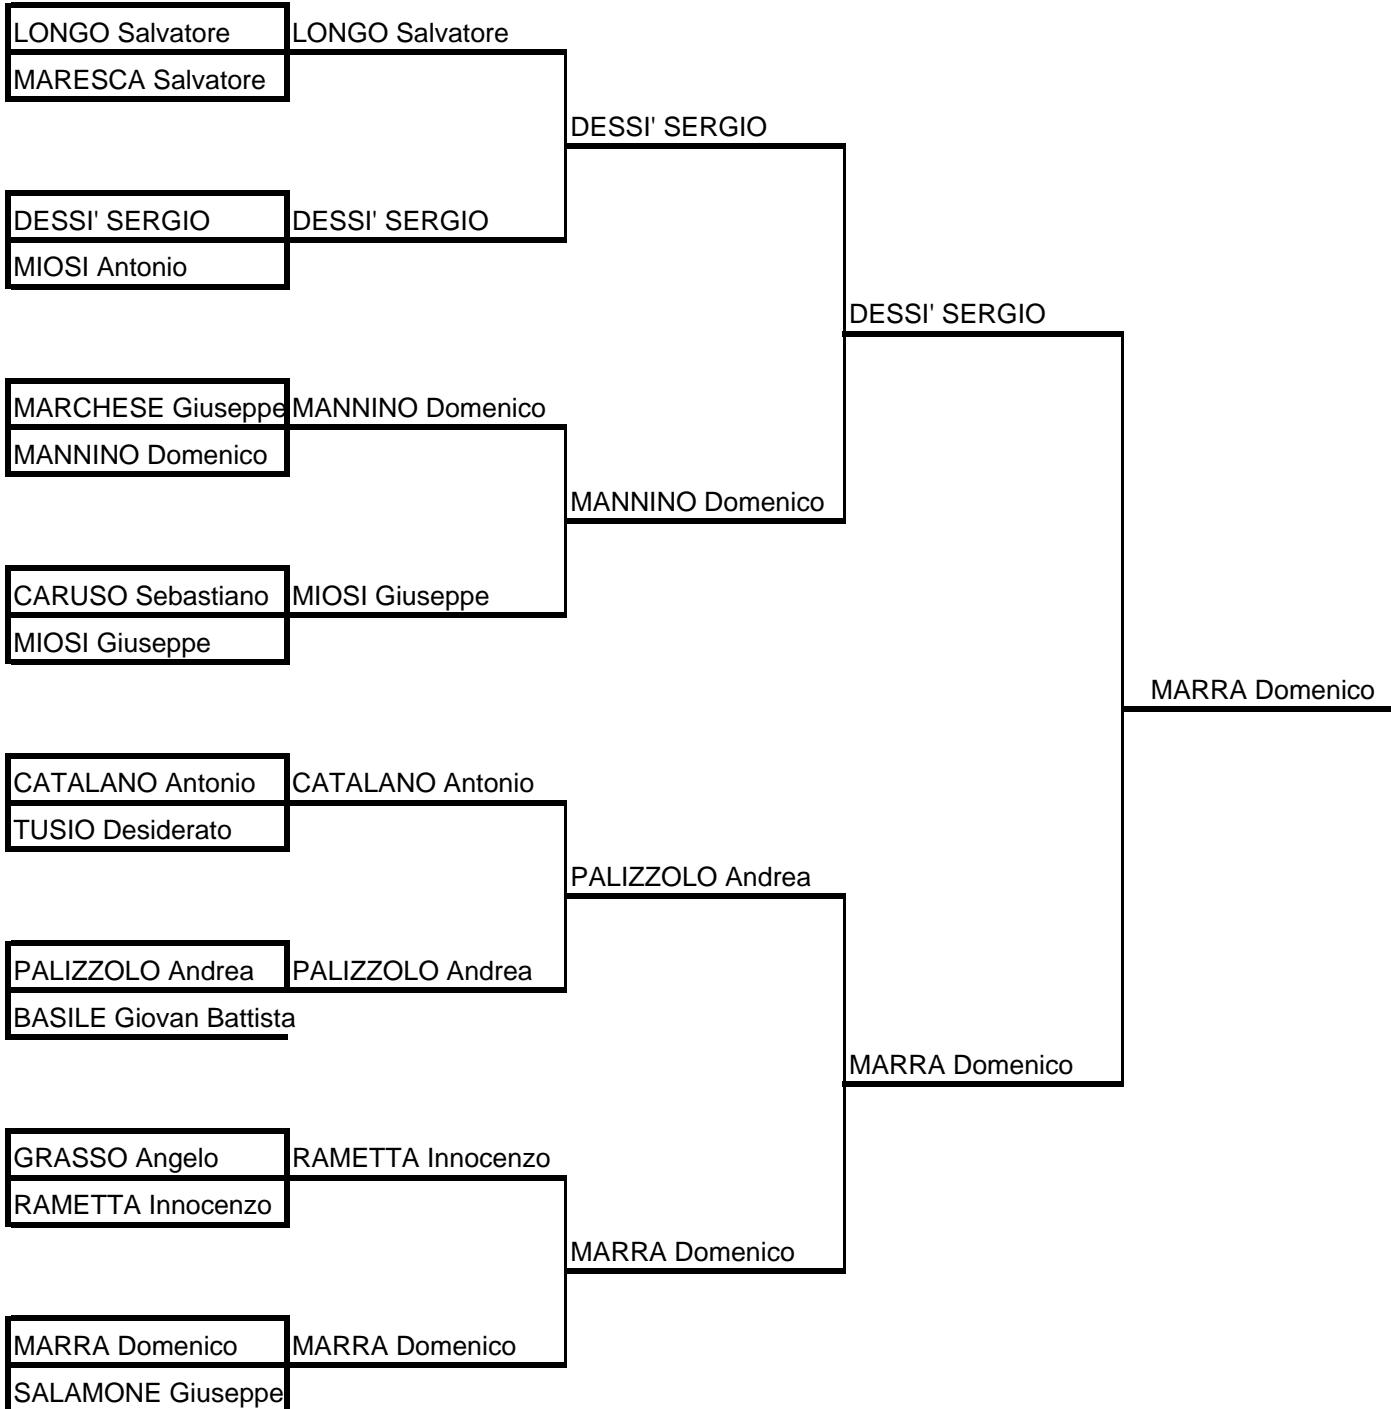 LONGO Salvatore LONGO Salvatore
MARESCA Salvatore
DESSI' SERGIO
DESSI' SERGIO DESSI' SERGIO
MIOSI Antonio
DESSI' SERGIO
MARCHESE Giuseppe MANNINO Domenico
MANNINO Domenico
MANNINO Domenico
CARUSO Sebastiano MIOSI Giuseppe
MIOSI Giuseppe
MARRA Domenico
CATALANO Antonio CATALANO Antonio
TUSIO Desiderato
PALIZZOLO Andrea
PALIZZOLO Andrea PALIZZOLO Andrea
BASILE Giovan Battista
MARRA Domenico
GRASSO Angelo RAMETTA Innocenzo
RAMETTA Innocenzo
MARRA Domenico
MARRA Domenico MARRA Domenico
SALAMONE Giuseppe